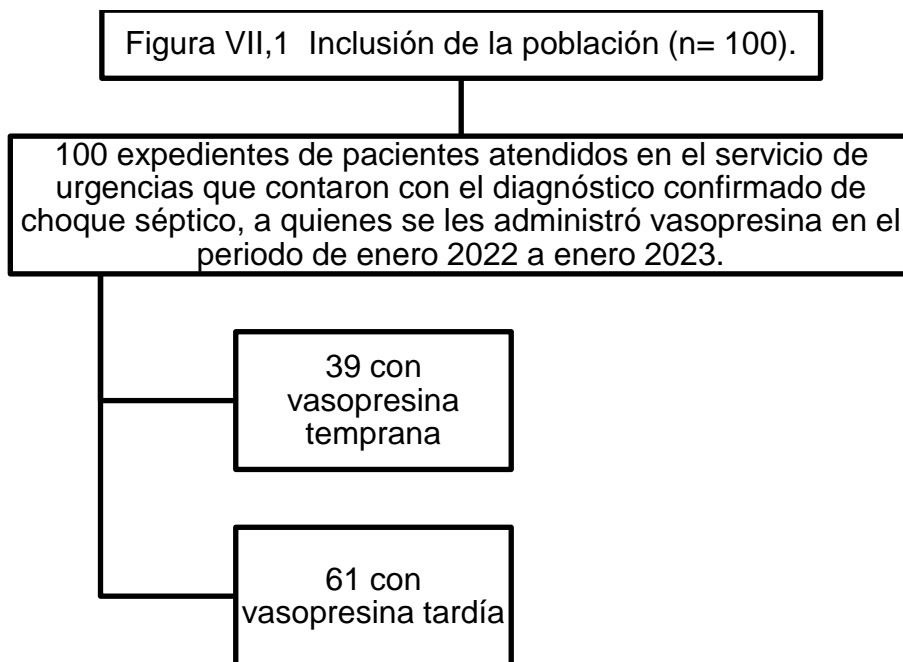 Figura VII,1 Inclusión de la población (n= 100).
100 expedientes de pacientes atendidos en el servicio de
urgencias que contaron con el diagnóstico confirmado de
choque séptico, a quienes se les administró vasopresina en el
periodo de enero 2022 a enero 2023.
39 con
vasopresina
temprana
61 con
vasopresina tardía